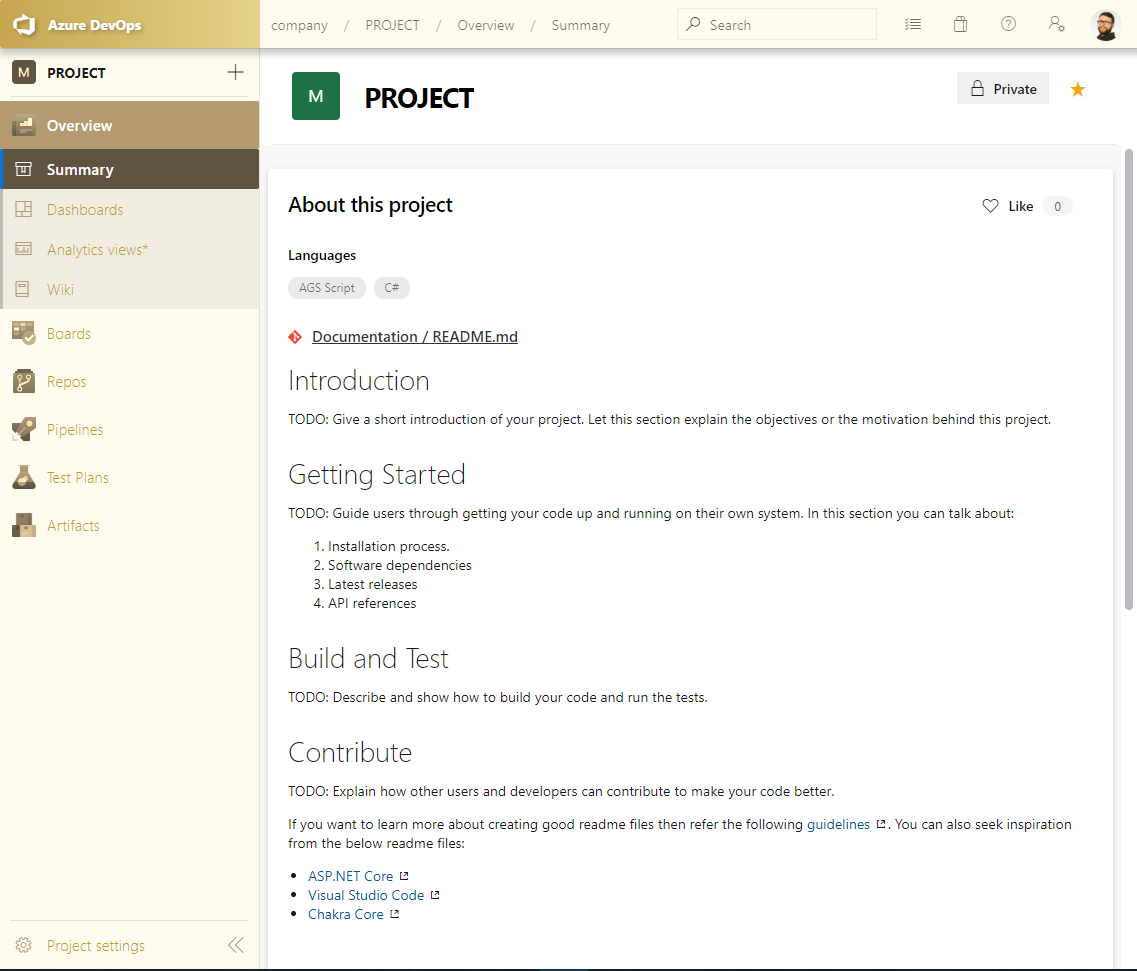 Azure DevOps
company / PROJECT / Overview / Summary
Search
M PROJECT
Overview
Summary
Dashboards
Analytics views*
Wiki
Boards
Repos
Pipelines
Test Plans
Artifacts
Project settings
M PROJECT
Private
About this project
Like 0
Languages
AGS Script C#
Documentation / README.md
Introduction
TODO: Give a short introduction of your project. Let this section explain the objectives or the motivation behind this project.
Getting Started
TODO: Guide users through getting your code up and running on their own system. In this section you can talk about:
1. Installation process.
2. Software dependencies
3. Latest releases
4. API references
Build and Test
TODO: Describe and show how to build your code and run the tests.
Contribute
TODO: Explain how other users and developers can contribute to make your code better.
If you want to learn more about creating good readme files then refer the following guidelines . You can also seek inspiration
from the below readme files:
• ASP.NET Core
• Visual Studio Code
• Chakra Core